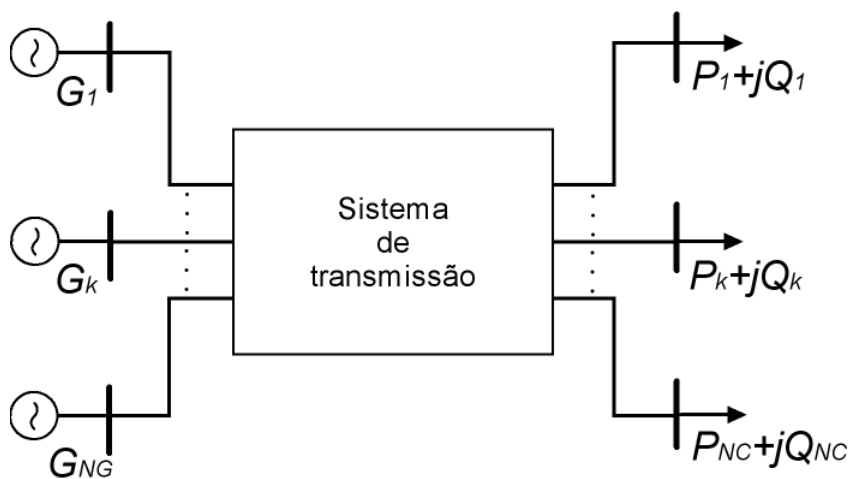 G1
P1+jQ1
Sistema
de
transmissão
Gk
Pk+jQk
GNG
PNC+jQNC